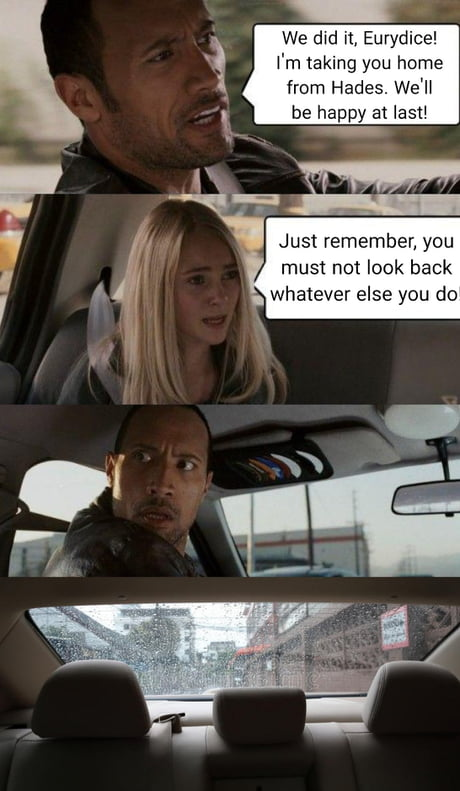 We did it, Eurydice!
I'm taking you home
from Hades. We'll
be happy at last!
Just remember, you
must not look back
whatever else you do!